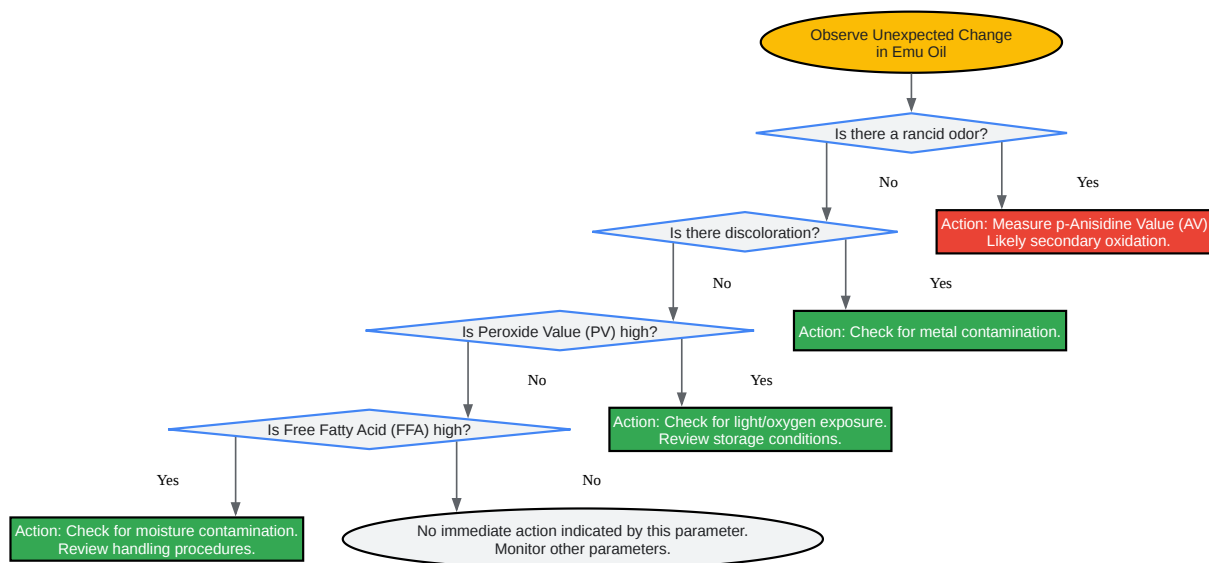 Observe Unexpected Change
in Emu Oil
Is there a rancid odor?
No
Yes
Is there discoloration?
Action: Measure p-Anisidine Value (AV)
Likely secondary oxidation.
No
Yes
Is Peroxide Value (PV) high?
Action: Check for metal contamination.
No
Yes
Is Free Fatty Acid (FFA) high?
Action: Check for light/oxygen exposure.
Review storage conditions.
Yes
No
Action: Check for moisture contamination.
Review handling procedures.
No immediate action indicated by this parameter.
Monitor other parameters.